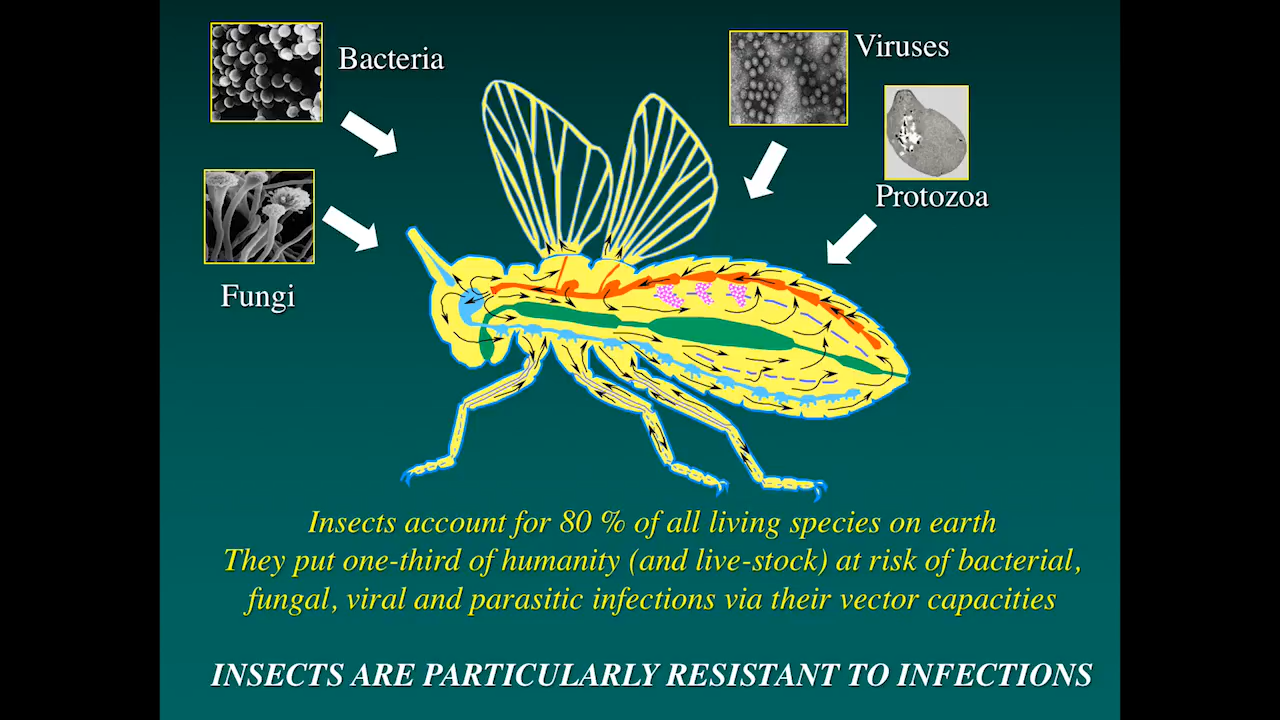 Bacteria
Viruses
Protozoa
Fungi
Insects account for 80 % of all living species on earth
They put one-third of humanity (and live-stock) at risk of bacterial,
fungal, viral and parasitic infections via their vector capacities
INSECTS ARE PARTICULARLY RESISTANT TO INFECTIONS